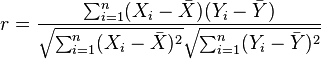 r = \frac{\sum_{i=1}^{n}(X_i - \bar{X})(Y_i - \bar{Y})}{\sqrt{\sum_{i=1}^{n}(X_i - \bar{X})^2}\sqrt{\sum_{i=1}^{n}(Y_i - \bar{Y})^2}}